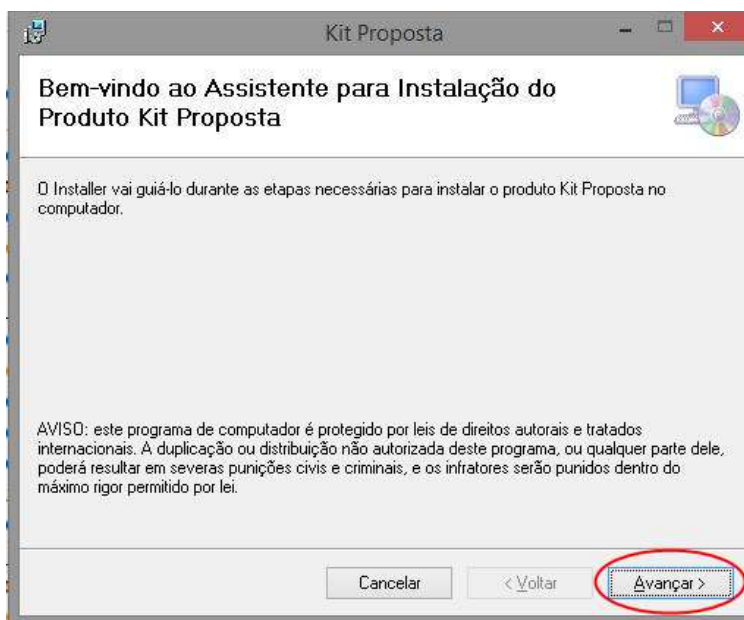 Kit Proposta
Bem-vindo ao Assistente para Instalação do
Produto Kit Proposta
O Installer vai guiá-lo durante as etapas necessárias para instalar o produto Kit Proposta no
computador.
AVISO: este programa de computador é protegido por leis de direitos autorais e tratados
internacionais. A duplicação ou distribuição não autorizada deste programa, ou qualquer parte dele,
poderá resultar em severas punições civis e criminais, e os infratores serão punidos dentro do
máximo rigor permitido por lei.
Cancelar
< Voltar
Avançar >